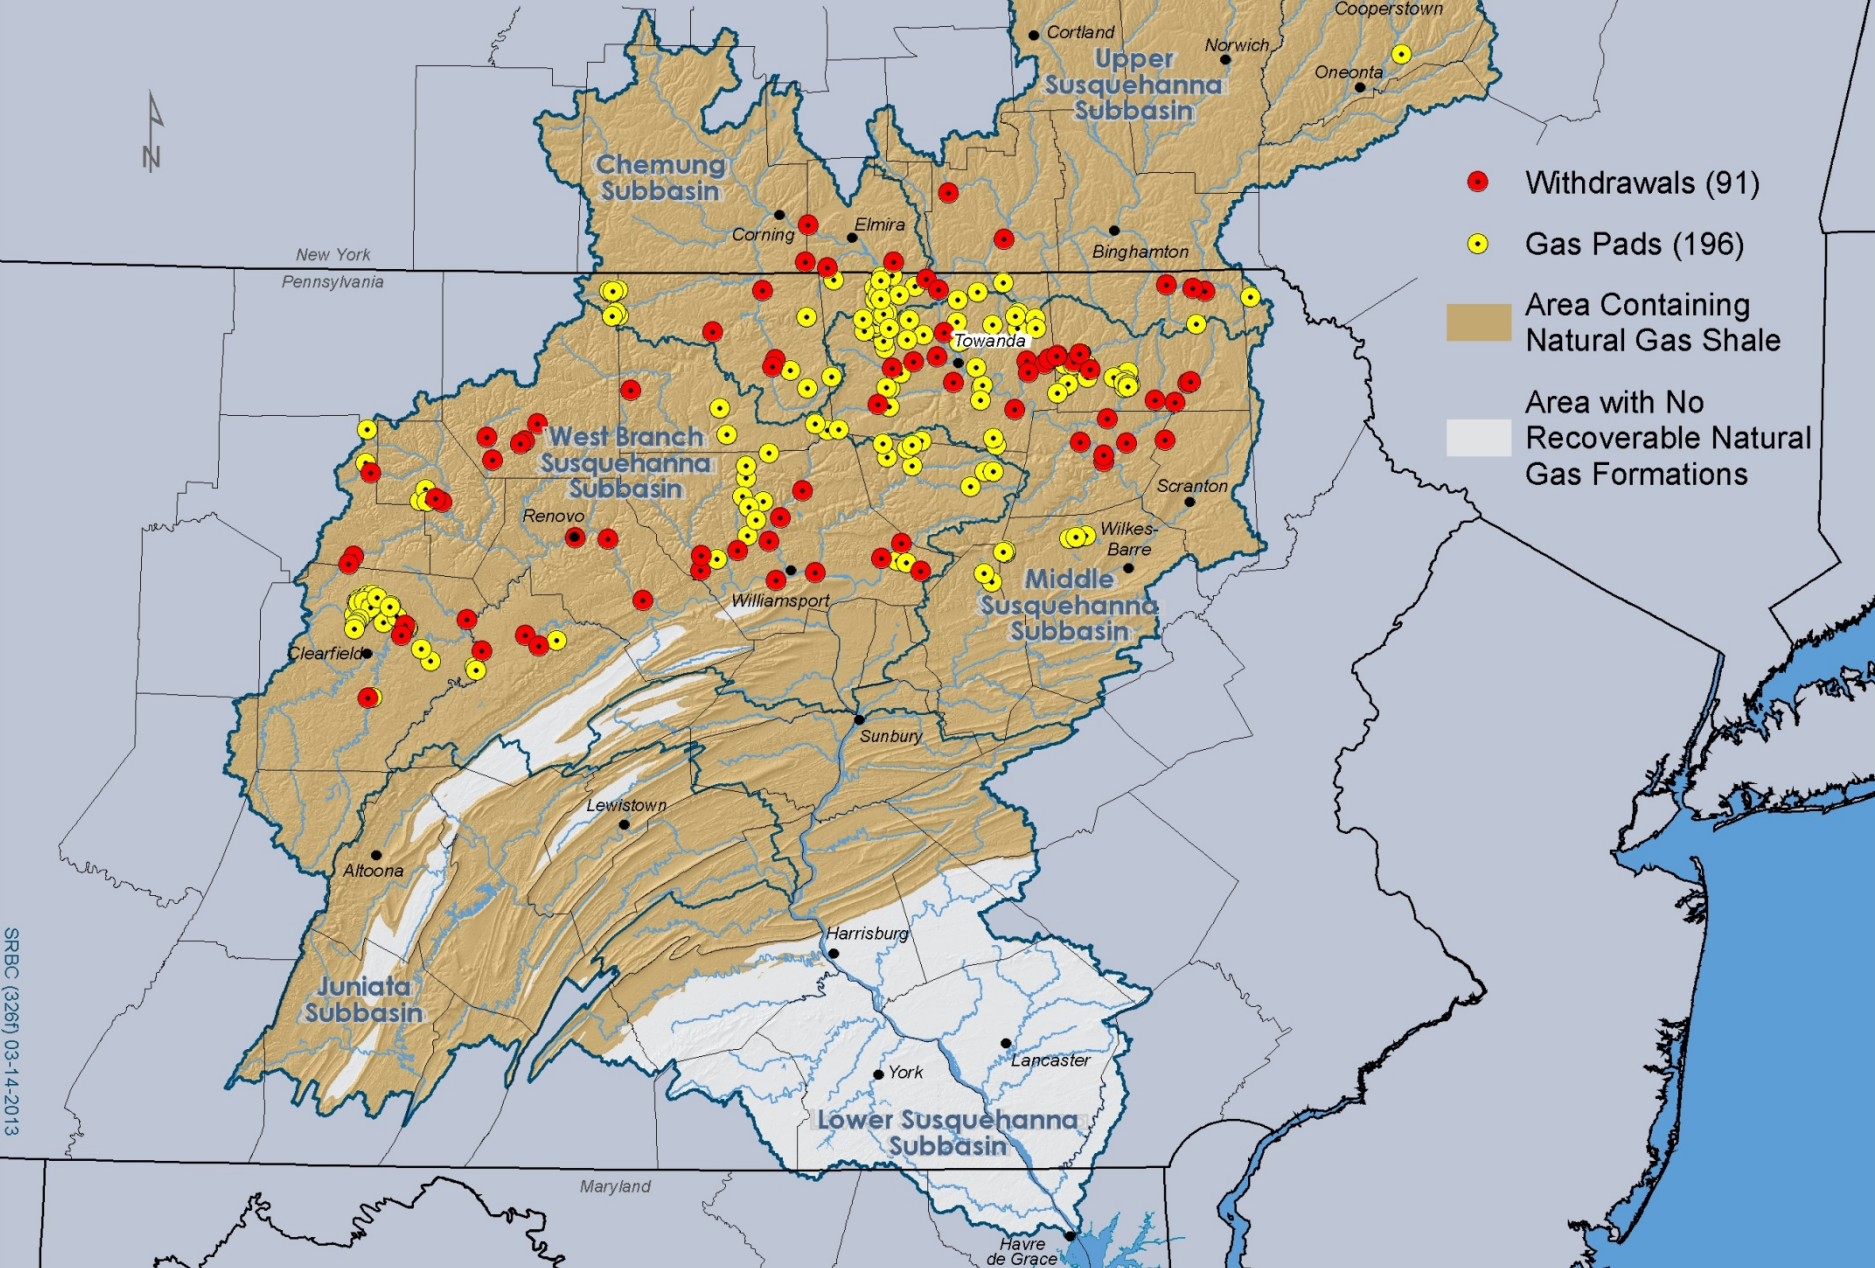 Cooperstown
Cortland
Norwich
Upper
Susquehanna
Subbasin
Oneonta
N
Chemung
Subbasin
Withdrawals (91)
Corning
Elmira
Binghamton
Gas Pads (196)
New York
Pennsylvania
Area Containing
Natural Gas Shale
Towanda
Area with No
Recoverable Natural
Gas Formations
West Branch
Susquehanna
Subbasin
Scranton
Renovo
Wilkes-
Barre
Middle
Susquehanna
Subbasin
Williamsport
Clearfield
Sunbury
Lewistown
Altoona
Harrisburg
Juniata
Subbasin
Lancaster
York
Lower Susquehanna
Subbasin
Maryland
Havre
de Grace
SRBC (326f) 03-14-2013